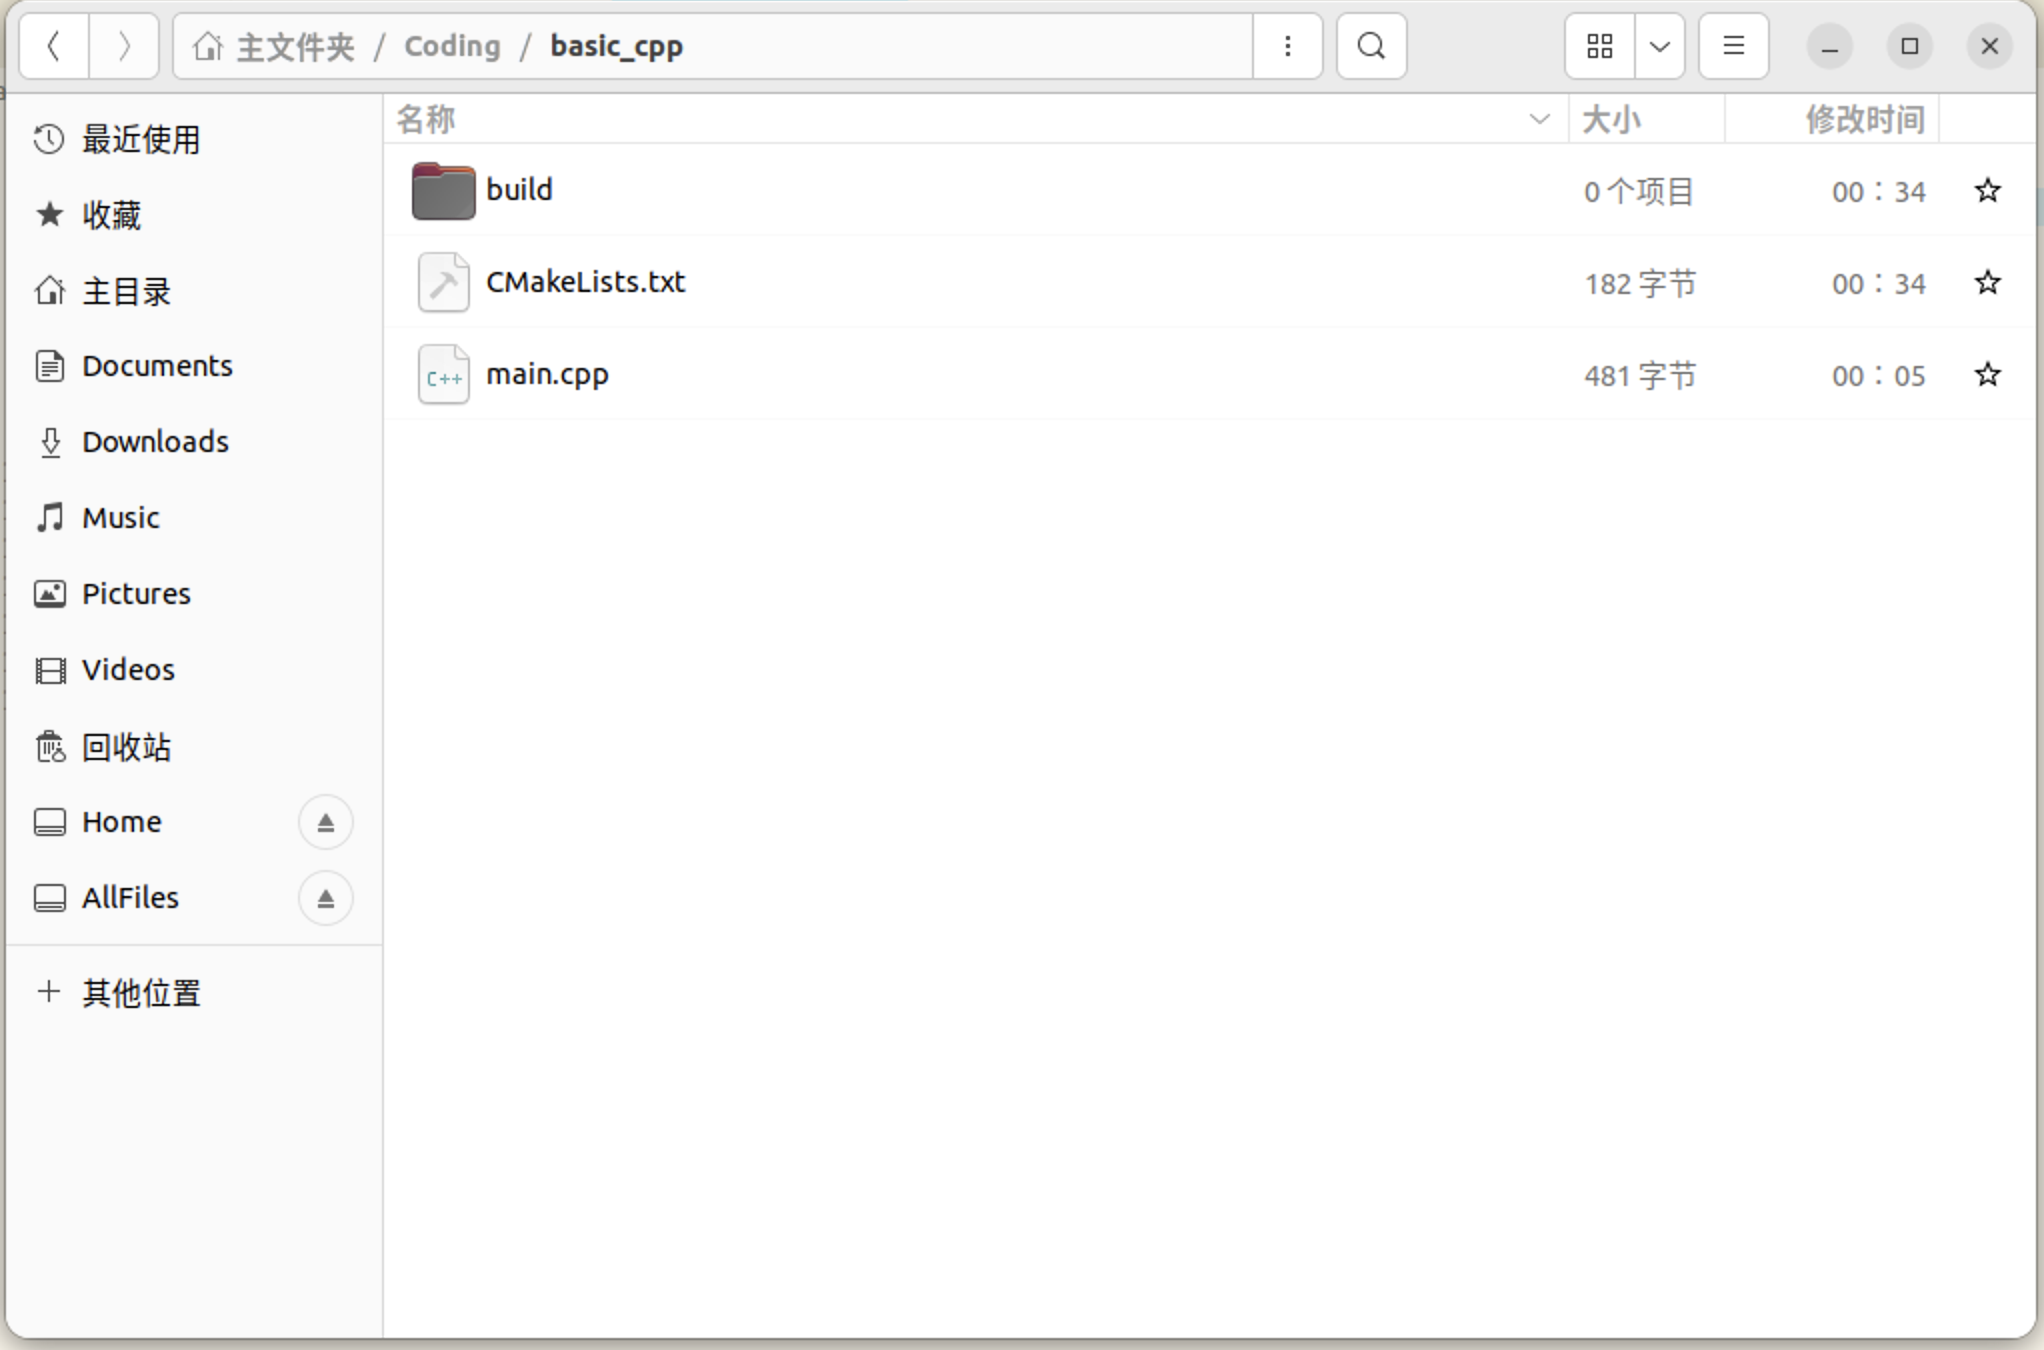 主文件夹 / Coding / basic_cpp
名称 大小 修改时间
最近使用
收藏
主目录
Documents
Downloads
Music
Pictures
Videos
回收站
Home
AllFiles
其他位置
build 0 个项目 00：34
CMakeLists.txt 182 字节 00：34
C++ main.cpp 481 字节 00：05